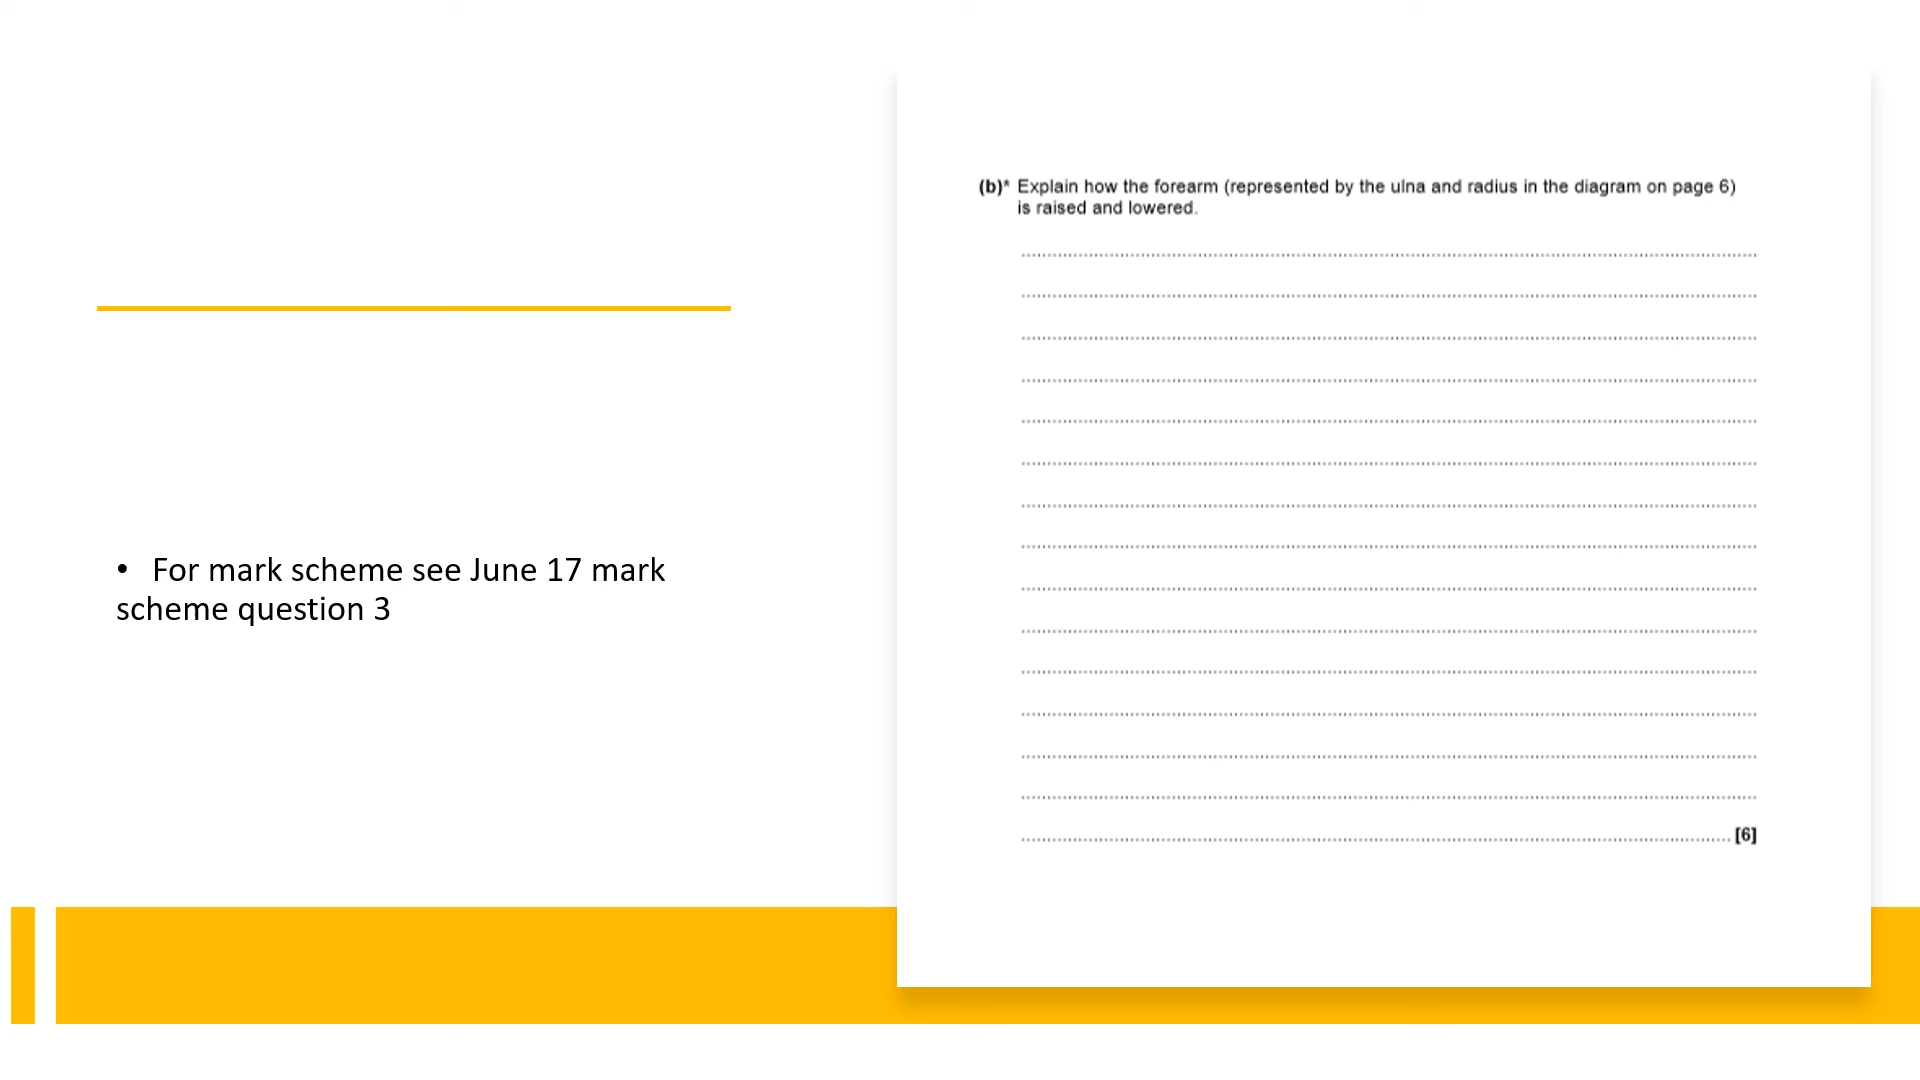 • For mark scheme see June 17 mark
scheme question 3
(b)* Explain how the forearm (represented by the ulna and radius in the diagram on page 6)
is raised and lowered.
[6]